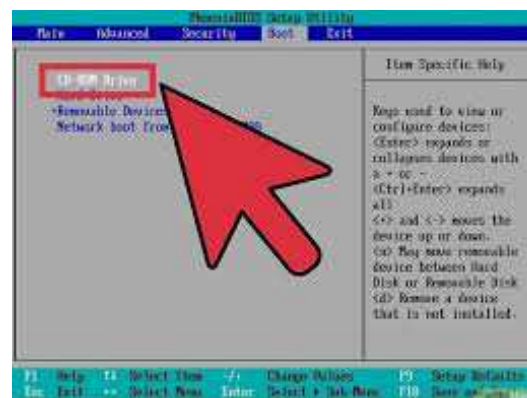 PhoenixBIOS Setup Utility
Main Advanced Security Boot Exit
Item Specific Help
CD-ROM Drive
+Removable Devices
Network boot from
Keys used to view or
configure devices:
<Enter> expands or
collapses devices with
a + or -
<Ctrl+Enter> expands
all
<+> and <-> moves the
device up or down.
<n> May move removable
device between Hard
Disk or Removable Disk
<d> Remove a device
that is not installed.
F1 Help ↑↓ Select Item -/+ Change Values F9 Setup Defaults
Esc Exit ↔ Select Menu Enter Select ▸ Sub-Menu F10 Save